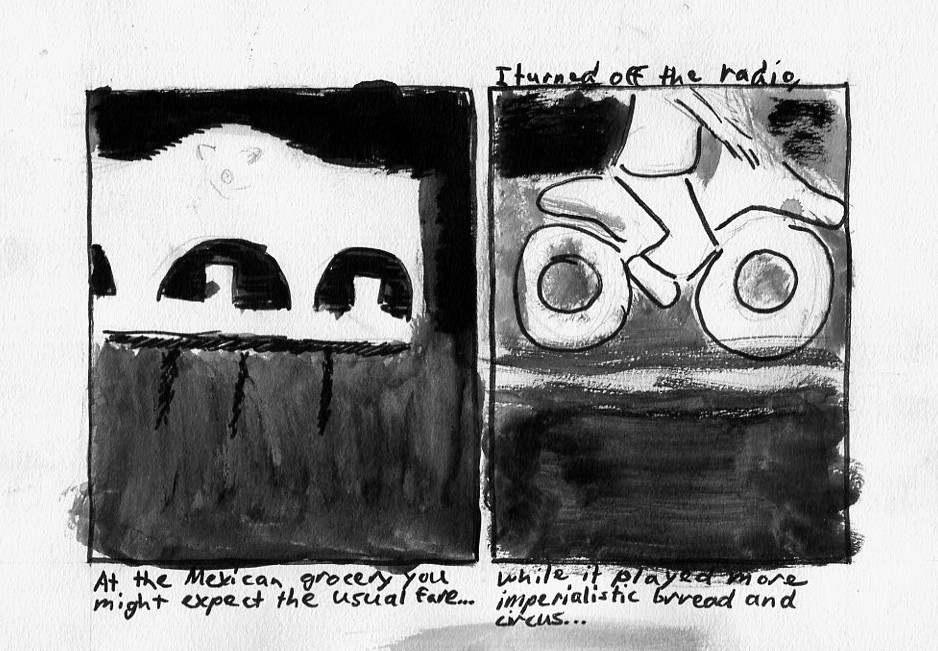 At the Mexican grocery you
might expect the usual fare...
I turned off the radio,
while it played more
imperialistic brread and
circus...